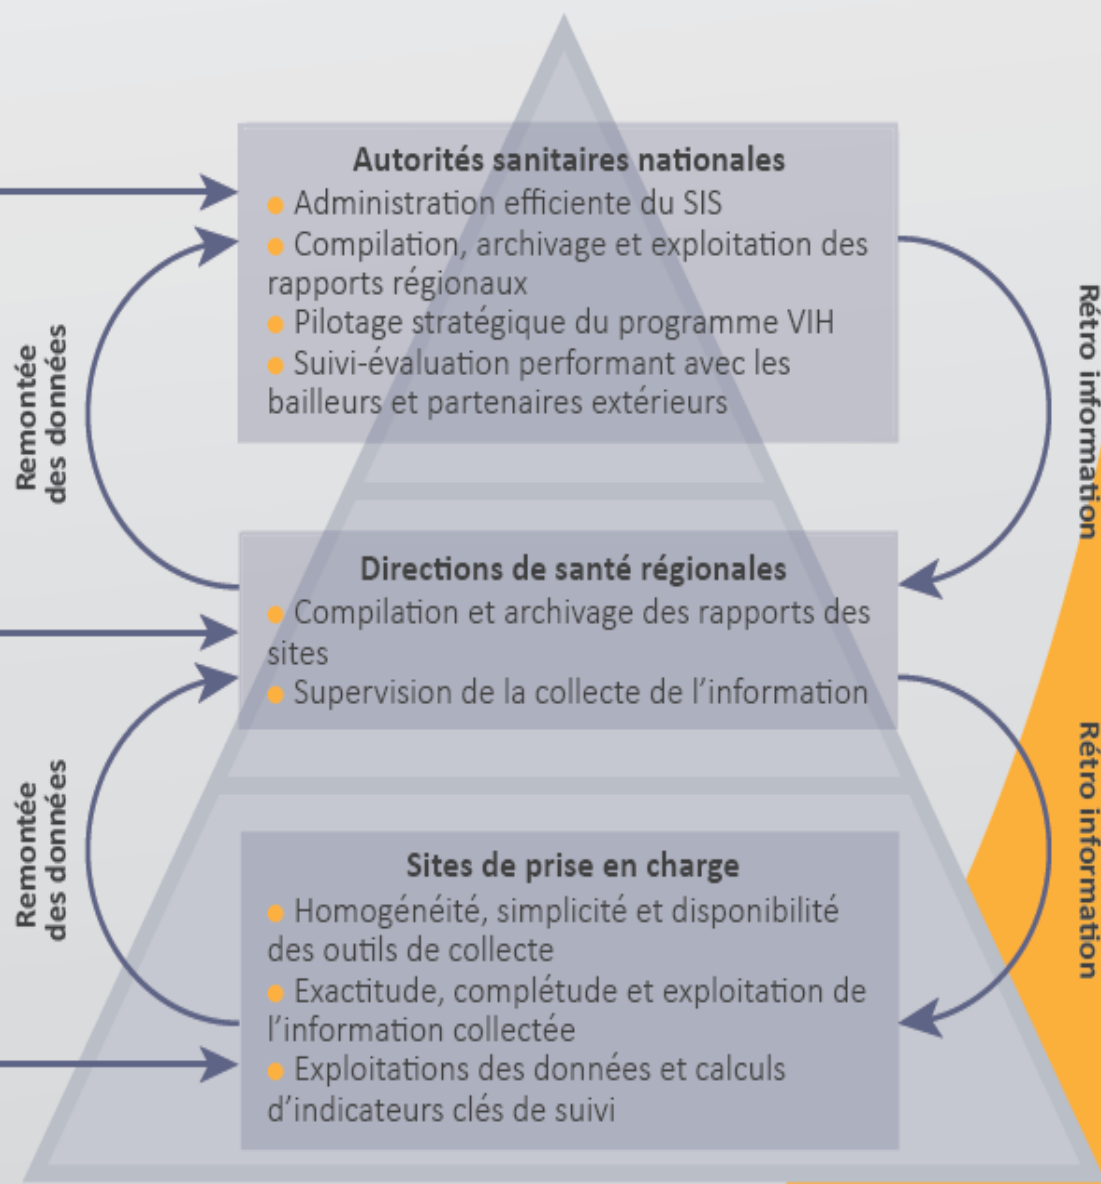 Autorités sanitaires nationales
● Administration efficiente du SIS
● Compilation, archivage et exploitation des
rapports régionaux
● Pilotage stratégique du programme VIH
● Suivi-évaluation performant avec les
bailleurs et partenaires extérieurs
Remontée
des données
Rétro information
Directions de santé régionales
● Compilation et archivage des rapports des
sites
● Supervision de la collecte de l'information
Remontée
des données
Rétro information
Sites de prise en charge
● Homogénéité, simplicité et disponibilité
des outils de collecte
● Exactitude, complétude et exploitation de
l'information collectée
● Exploitations des données et calculs
d'indicateurs clés de suivi